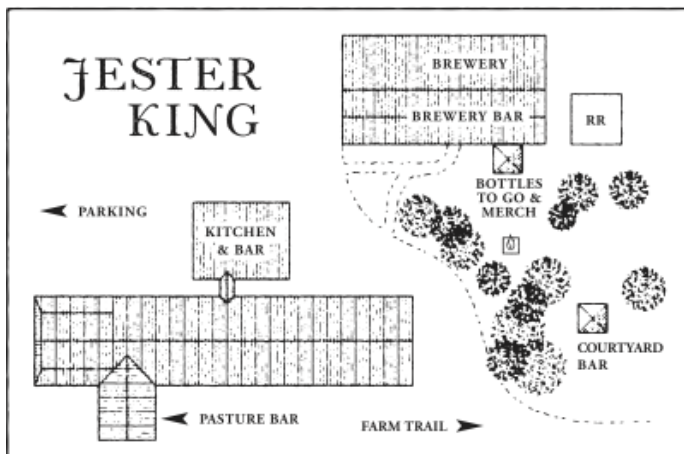 JESTER
KING
BREWERY
BREWERY BAR
RR
BOTTLES
TO GO &
MERCH
PARKING
KITCHEN
& BAR
COURTYARD
BAR
PASTURE BAR
FARM TRAIL